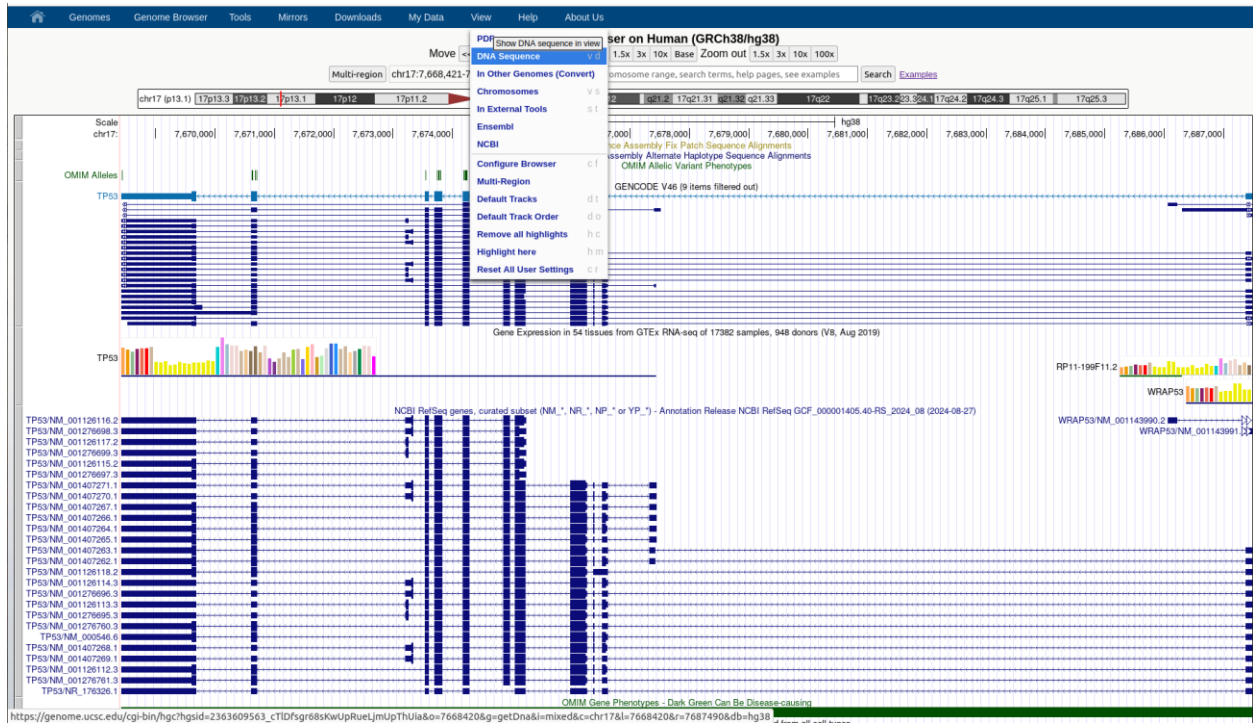 Genomes Genome Browser Tools Mirrors Downloads My Data View Help About Us
PDF
Show DNA sequence in view
ser on Human (GRCh38/hg38)
Move << 1.5x 3x 10x Base Zoom out 1.5x 3x 10x 100x
DNA Sequence v d
Multi-region chr17:7,668,421-7 omosome range, search terms, help pages, see examples Search Examples
In Other Genomes (Convert)
Chromosomes v s
In External Tools s t
Ensembl
NCBI
Configure Browser c f
Multi-Region
Default Tracks d t
Default Track Order d o
Remove all highlights h c
Highlight here h m
Reset All User Settings c r
chr17 (p13.1) 17p13.3 17p13.2 17p13.1 17p12 17p11.2 12 q21.2 17q21.31 q21.32 q21.33 17q22 17q23.2 23.3 24.1 17q24.2 17q24.3 17q25.1 17q25.3
Scale hg38
chr17: 7,670,000 7,671,000 7,672,000 7,673,000 7,674,000 7,000 7,678,000 7,679,000 7,680,000 7,681,000 7,682,000 7,683,000 7,684,000 7,685,000 7,686,000 7,687,000
nce Assembly Fix Patch Sequence Alignments
ssembly Alternate Haplotype Sequence Alignments
OMIM Allelic Variant Phenotypes
OMIM Alleles
GENCODE V46 (9 items filtered out)
TP53
Gene Expression in 54 tissues from GTEx RNA-seq of 17382 samples, 948 donors (V8, Aug 2019)
TP53
RP11-199F11.2
WRAP53
NCBI RefSeq genes, curated subset (NM_*, NR_*, NP_* or YP_*) - Annotation Release NCBI RefSeq GCF_000001405.40-RS_2024_08 (2024-08-27)
TP53/NM_001126116.2 WRAP53/NM_001143990.2
TP53/NM_001276698.3 WRAP53/NM_001143991.
TP53/NM_001126117.2
TP53/NM_001276699.3
TP53/NM_001126115.2
TP53/NM_001276697.3
TP53/NM_001407271.1
TP53/NM_001407270.1
TP53/NM_001407267.1
TP53/NM_001407266.1
TP53/NM_001407264.1
TP53/NM_001407265.1
TP53/NM_001407263.1
TP53/NM_001407262.1
TP53/NM_001126118.2
TP53/NM_001126114.3
TP53/NM_001276696.3
TP53/NM_001126113.3
TP53/NM_001276695.3
TP53/NM_001276760.3
TP53/NM_000546.6
TP53/NM_001407268.1
TP53/NM_001407269.1
TP53/NM_001126112.3
TP53/NM_001276761.3
TP53/NR_176326.1
OMIM Gene Phenotypes - Dark Green Can Be Disease-causing
https://genome.ucsc.edu/cgi-bin/hgc?hgsid=2363609563_cTlDfsgr68sKwUpRueLjmUpThUia&o=7668420&g=getDna&i=mixed&c=chr17&l=7668420&r=7687490&db=hg38